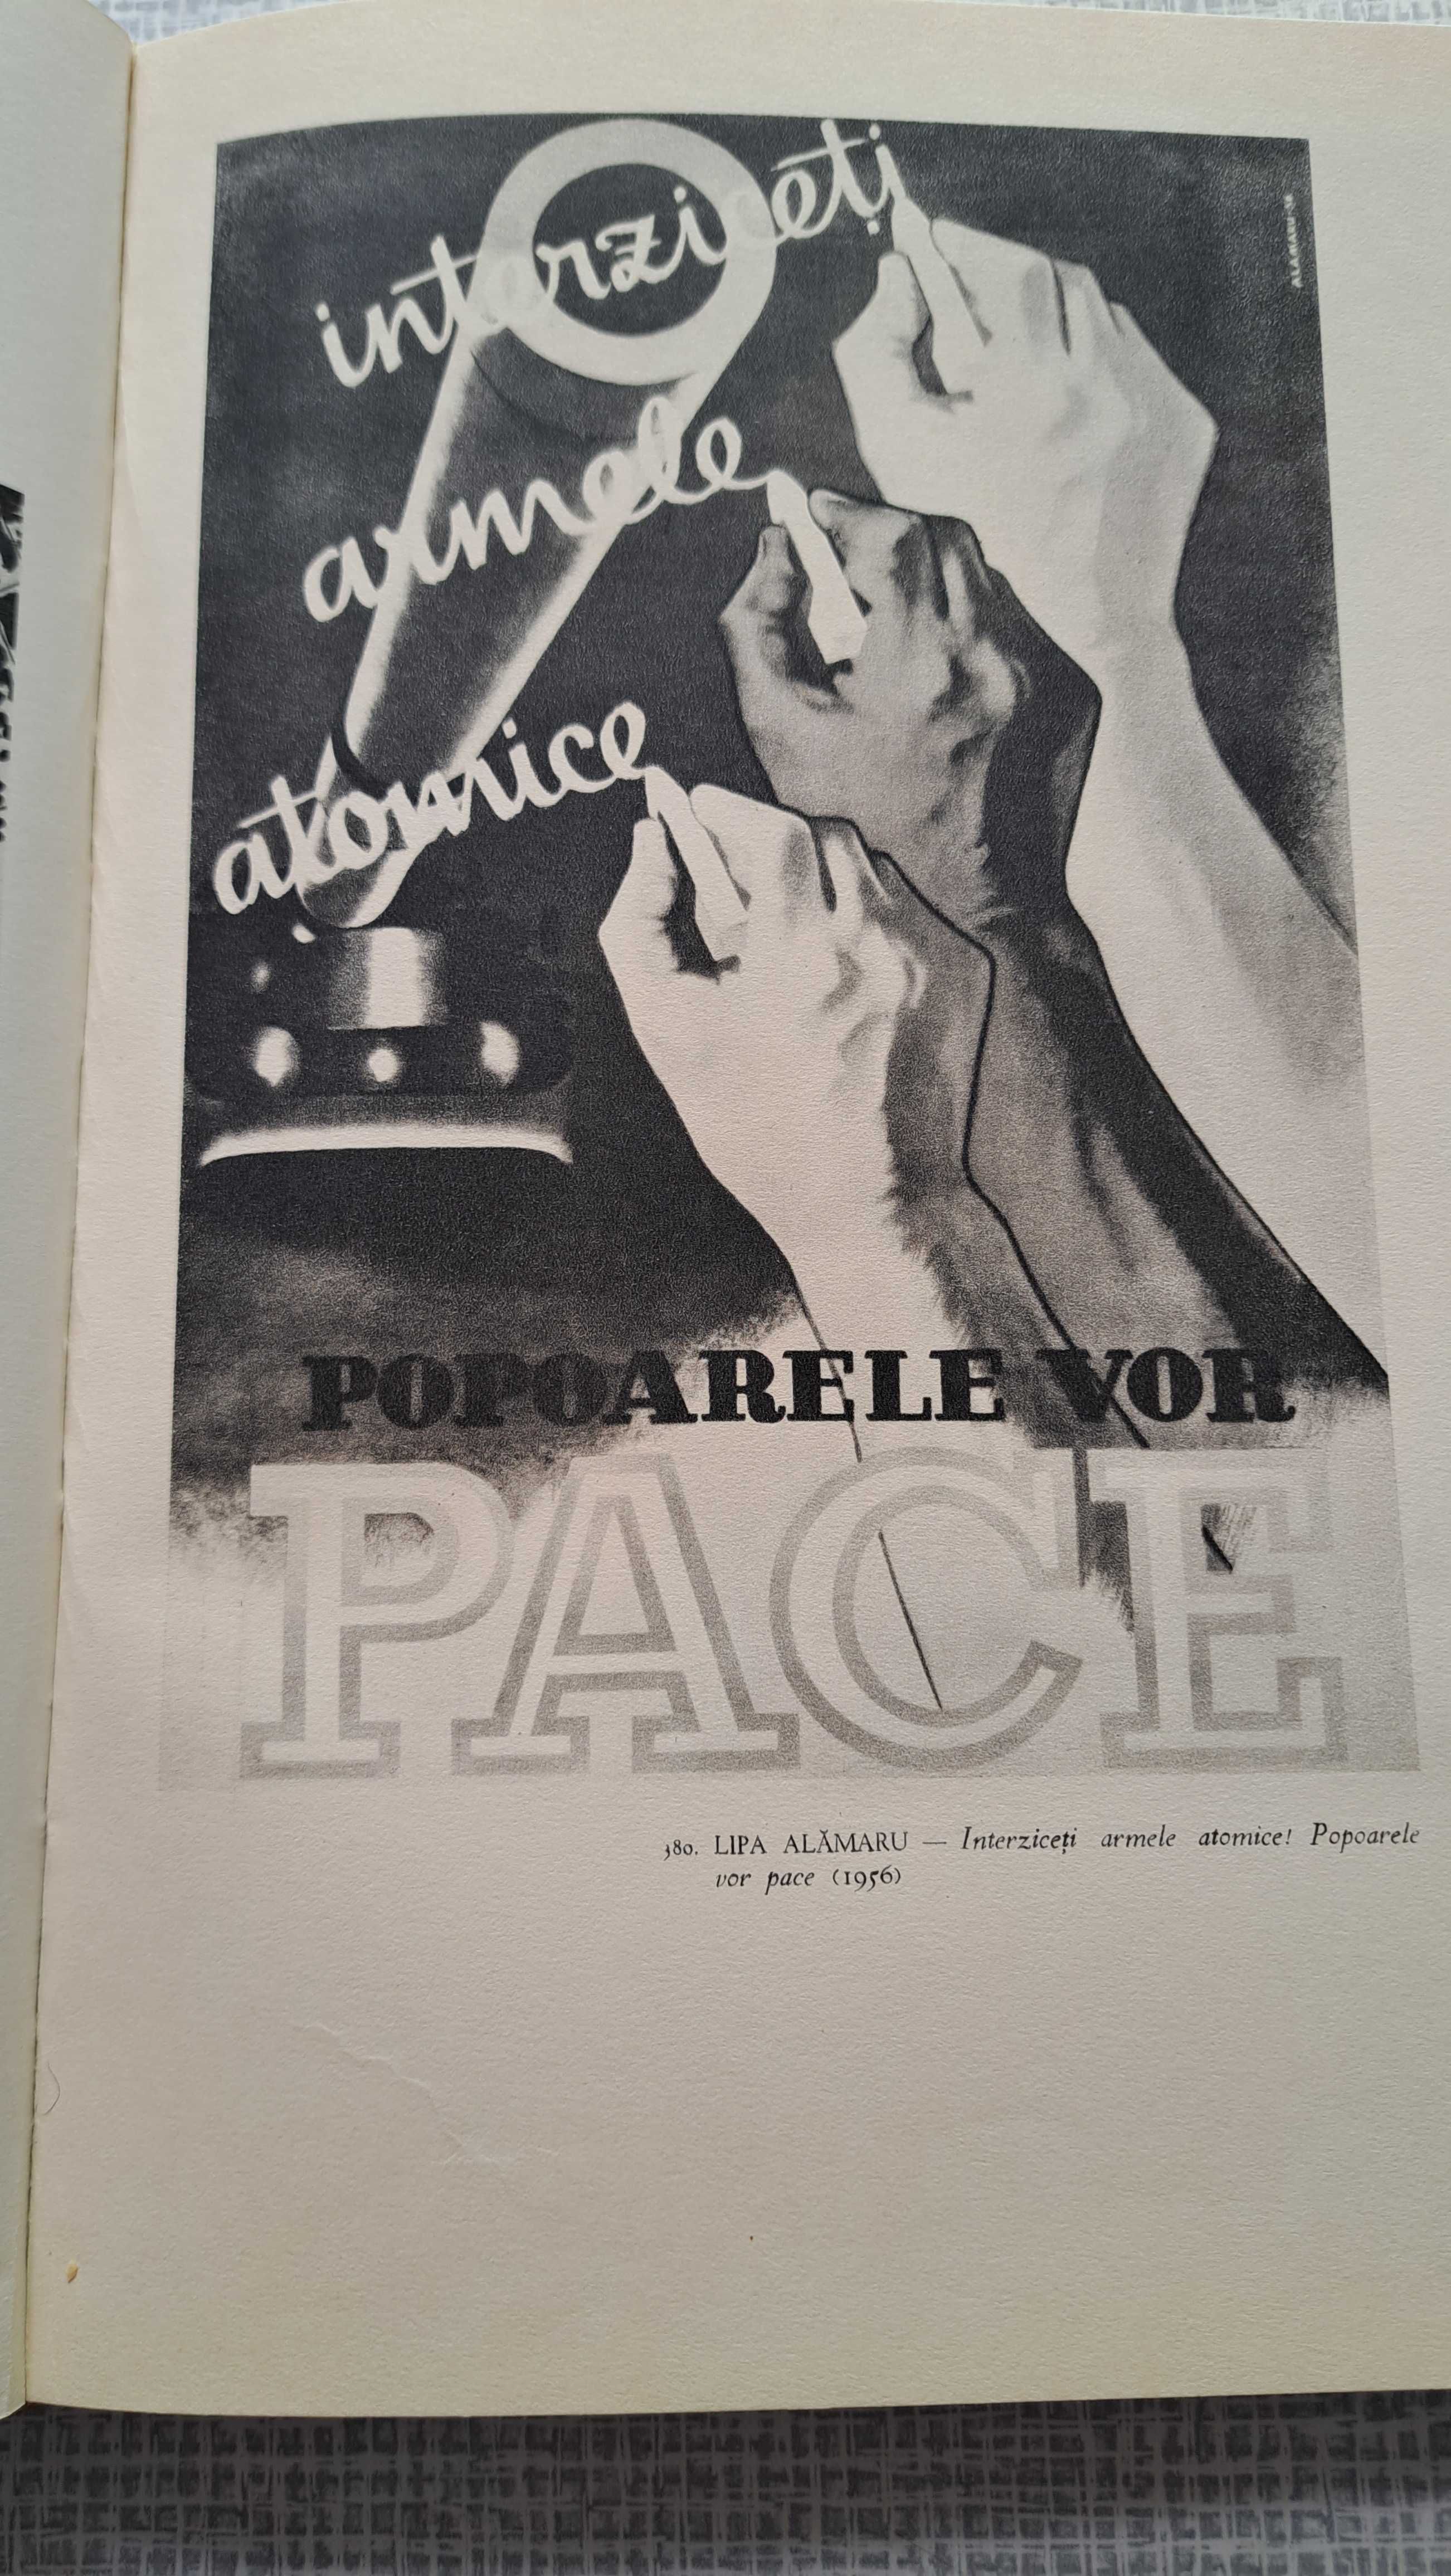 interziceți
armele
atomice
POPOARELE VOR
PACE
380. LIPA ALĂMARU — Interziceți armele atomice! Popoarele
vor pace (1956)